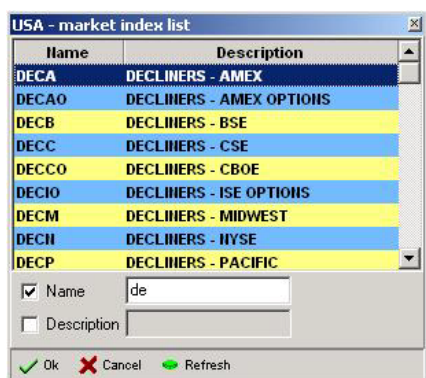 USA - market index list
Name Description
DECA DECLINERS - AMEX
DECAO DECLINERS - AMEX OPTIONS
DECB DECLINERS - BSE
DECC DECLINERS - CSE
DECCO DECLINERS - CBOE
DECIO DECLINERS - ISE OPTIONS
DECM DECLINERS - MIDWEST
DECN DECLINERS - NYSE
DECP DECLINERS - PACIFIC
Name de
Description
Ok Cancel Refresh